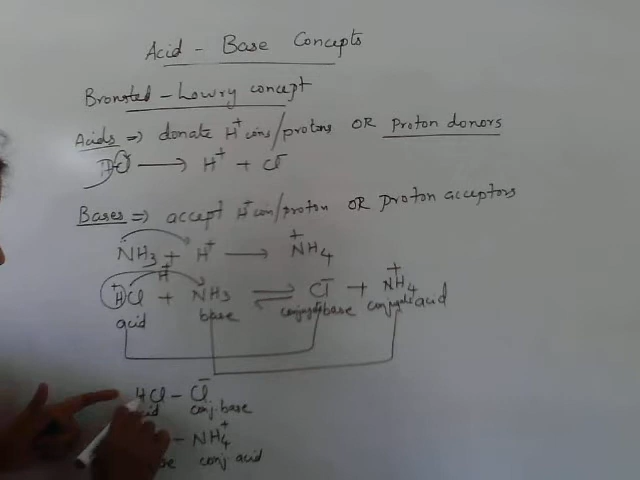 Acid - Base Concepts
Bronsted - Lowry concept
Acids ⇒ donate H⁺ ions/protons OR Proton donors
HCl → H⁺ + Cl⁻
Bases ⇒ accept H⁺ ion/proton OR proton acceptors
N̈H₃ + H⁺ → NH₄⁺
H⁺
HCl + NH₃ ⇌ Cl⁻ + NH₄⁺
acid base conjugate base conjugate acid
HCl - Cl⁻
conj base
- NH₄⁺
conj acid